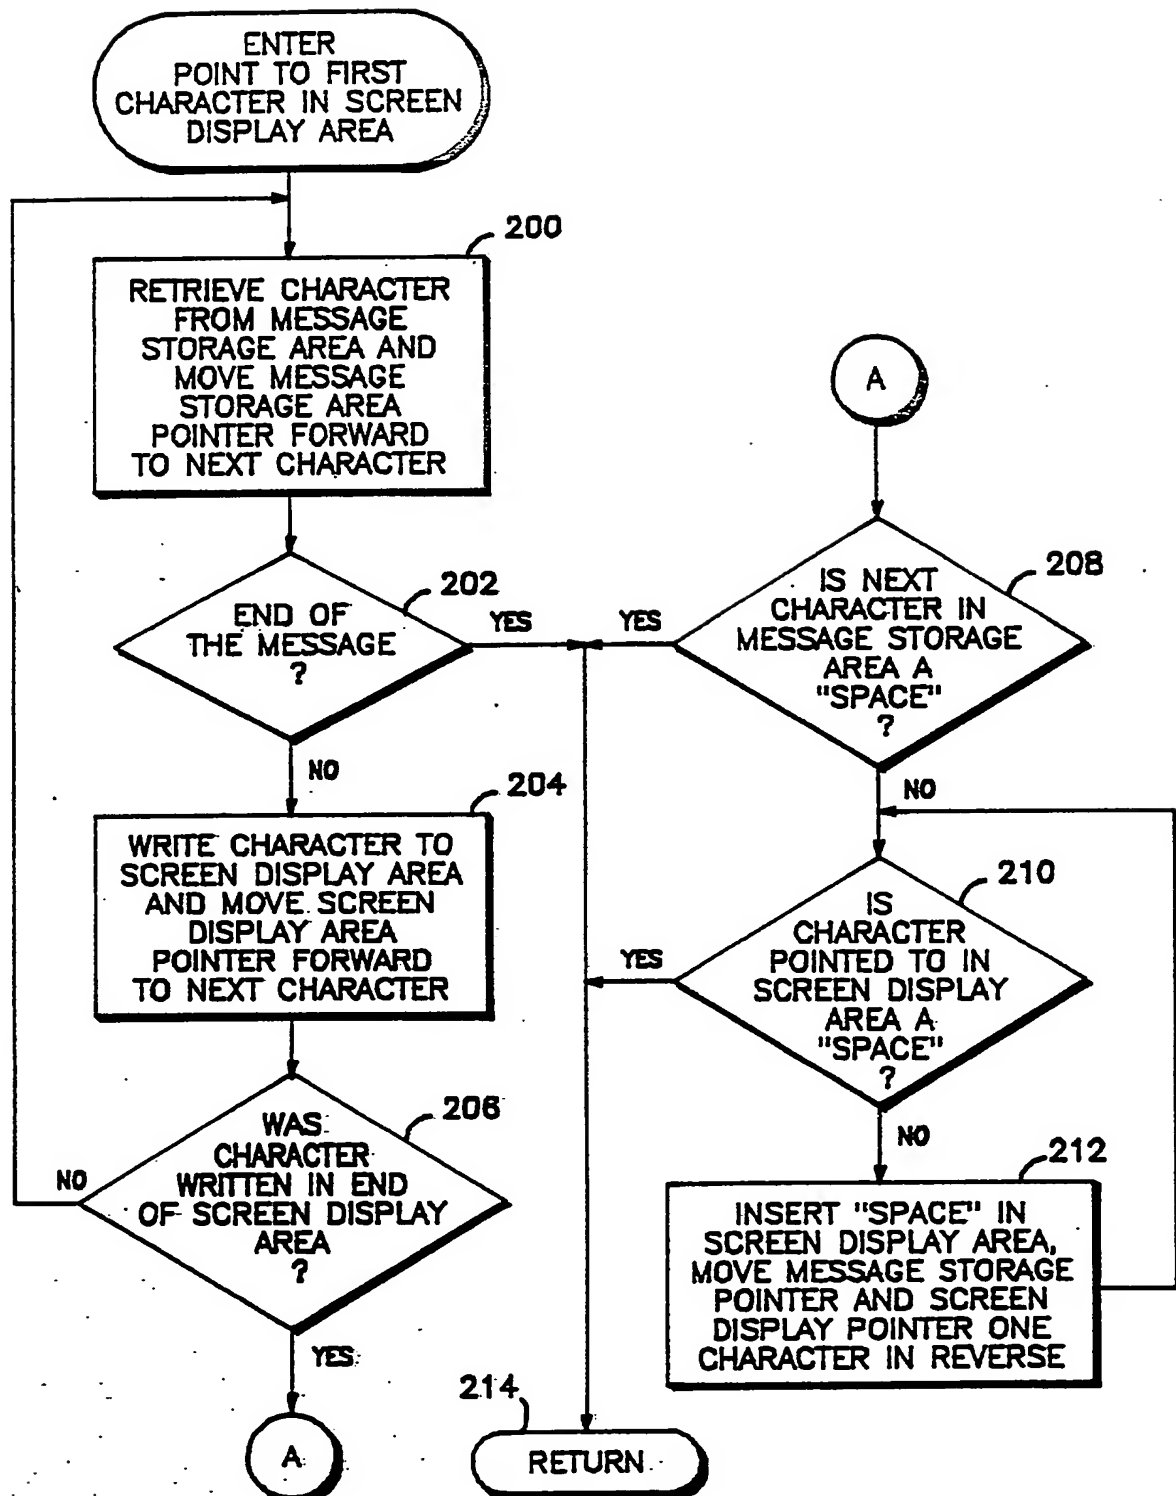 ENTER
POINT TO FIRST
CHARACTER IN SCREEN
DISPLAY AREA
200
RETRIEVE CHARACTER
FROM MESSAGE
STORAGE AREA AND
MOVE MESSAGE
STORAGE AREA
POINTER FORWARD
TO NEXT CHARACTER
202
END OF
THE MESSAGE
?
YES
NO
204
WRITE CHARACTER TO
SCREEN DISPLAY AREA
AND MOVE SCREEN
DISPLAY AREA
POINTER FORWARD
TO NEXT CHARACTER
206
WAS
CHARACTER
WRITTEN IN END
OF SCREEN DISPLAY
AREA
?
NO
YES
A
A
208
IS NEXT
CHARACTER IN
MESSAGE STORAGE
AREA A
"SPACE"
?
YES
NO
210
IS
CHARACTER
POINTED TO IN
SCREEN DISPLAY
AREA A
"SPACE"
?
YES
NO
212
INSERT "SPACE" IN
SCREEN DISPLAY AREA,
MOVE MESSAGE STORAGE
POINTER AND SCREEN
DISPLAY POINTER ONE
CHARACTER IN REVERSE
214
RETURN